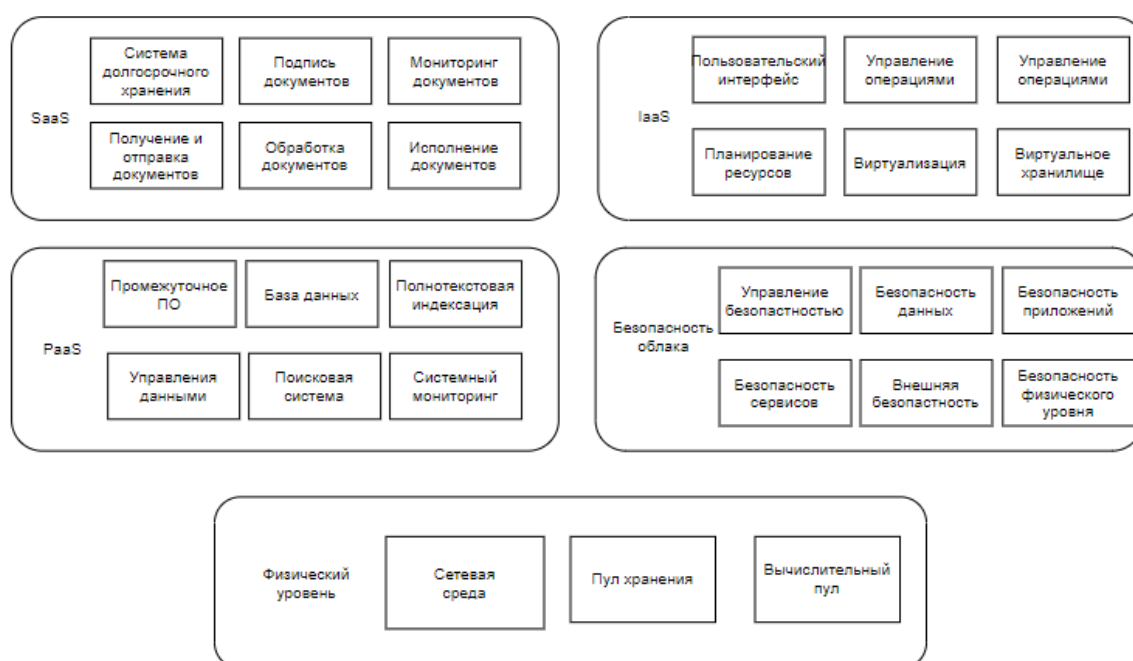 SaaS
Система
долгосрочного
хранения
Подпись
документов
Мониторинг
документов
Получение и
отправка
документов
Обработка
документов
Исполнение
документов
IaaS
Пользовательский
интерфейс
Управление
операциями
Управление
операциями
Планирование
ресурсов
Виртуализация
Виртуальное
хранилище
PaaS
Промежуточное
ПО
База данных
Полнотекстовая
индексация
Управления
данными
Поисковая
система
Системный
мониторинг
Безопасность
облака
Управление
безопастностью
Безопасность
данных
Безопасность
приложений
Безопасность
сервисов
Внешняя
безопастность
Безопасность
физического
уровня
Физический
уровень
Сетевая
среда
Пул хранения
Вычислительный
пул